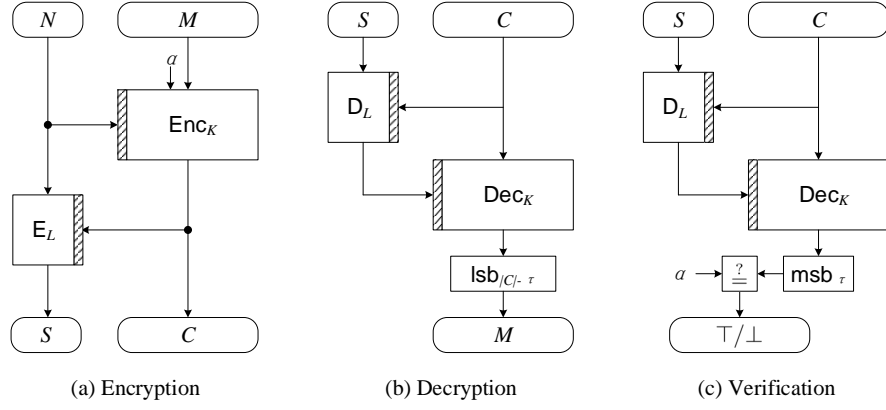 N M S C S C
α
Enc_K
D_L D_L
E_L
Dec_K Dec_K
lsb_{|C|-τ} α ?= msb_τ
S C M ⊤/⊥
(a) Encryption (b) Decryption (c) Verification